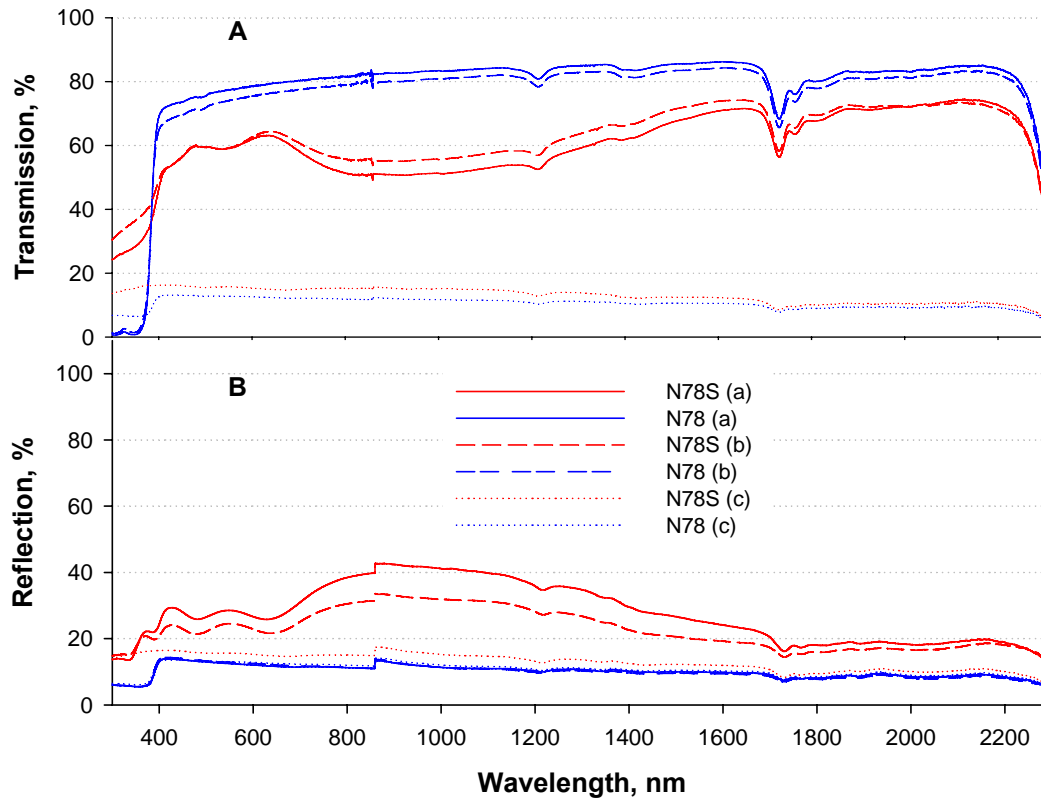 A
Transmission, %
100
80
60
40
20
0
B
Reflection, %
100
80
60
40
20
0
N78S (a)
N78 (a)
N78S (b)
N78 (b)
N78S (c)
N78 (c)
400 600 800 1000 1200 1400 1600 1800 2000 2200
Wavelength, nm